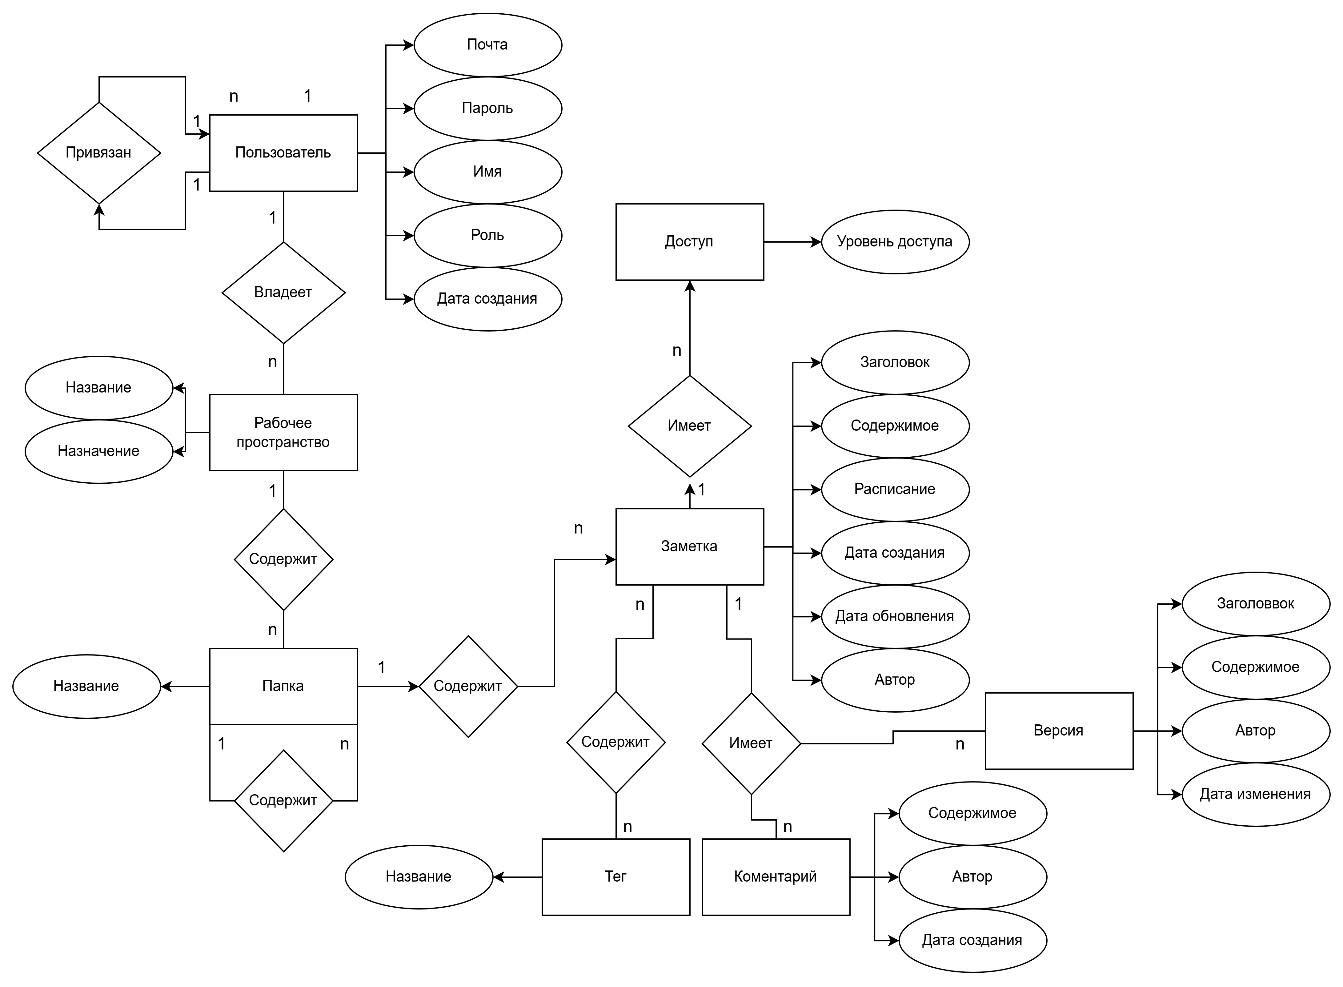 Почта
n
1
Пароль
1
Привязан
Пользователь
Имя
1
1
Роль
Доступ
Уровень доступа
Владеет
Дата создания
n
n
Заголовок
Название
Рабочее
пространство
Имеет
Содержимое
Назначение
1
1
Расписание
n
Заметка
Содержит
Дата создания
n
1
Дата обновления
Заголоввок
n
1
Содержимое
Название
Папка
Содержит
Автор
1
n
Содержит
Имеет
n
Версия
Автор
Содержит
Дата изменения
n
n
Содержимое
Название
Тег
Коментарий
Автор
Дата создания